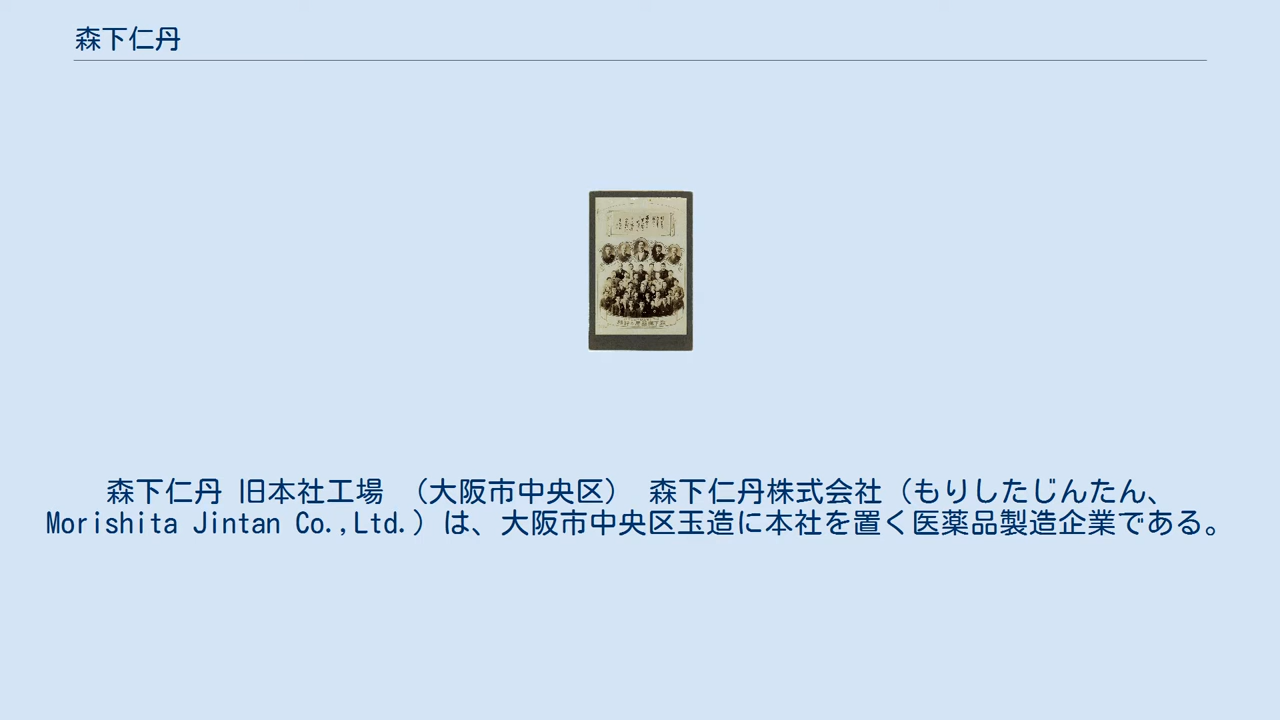 森下仁丹
森下仁丹 旧本社工場 （大阪市中央区） 森下仁丹株式会社（もりしたじんたん、
Morishita Jintan Co.,Ltd.）は、大阪市中央区玉造に本社を置く医薬品製造企業である。